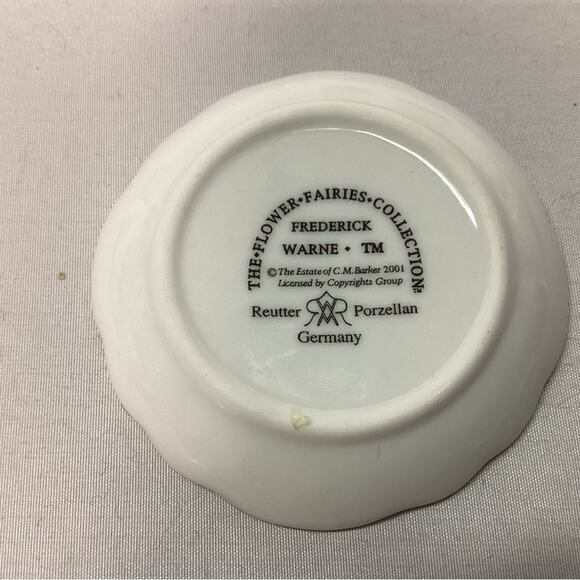 THE•FLOWER•FAIRIES•COLLECTION™
FREDERICK
WARNE • TM
© The Estate of C.M.Barker 2001
Licensed by Copyrights Group
Reutter Porzellan
Germany